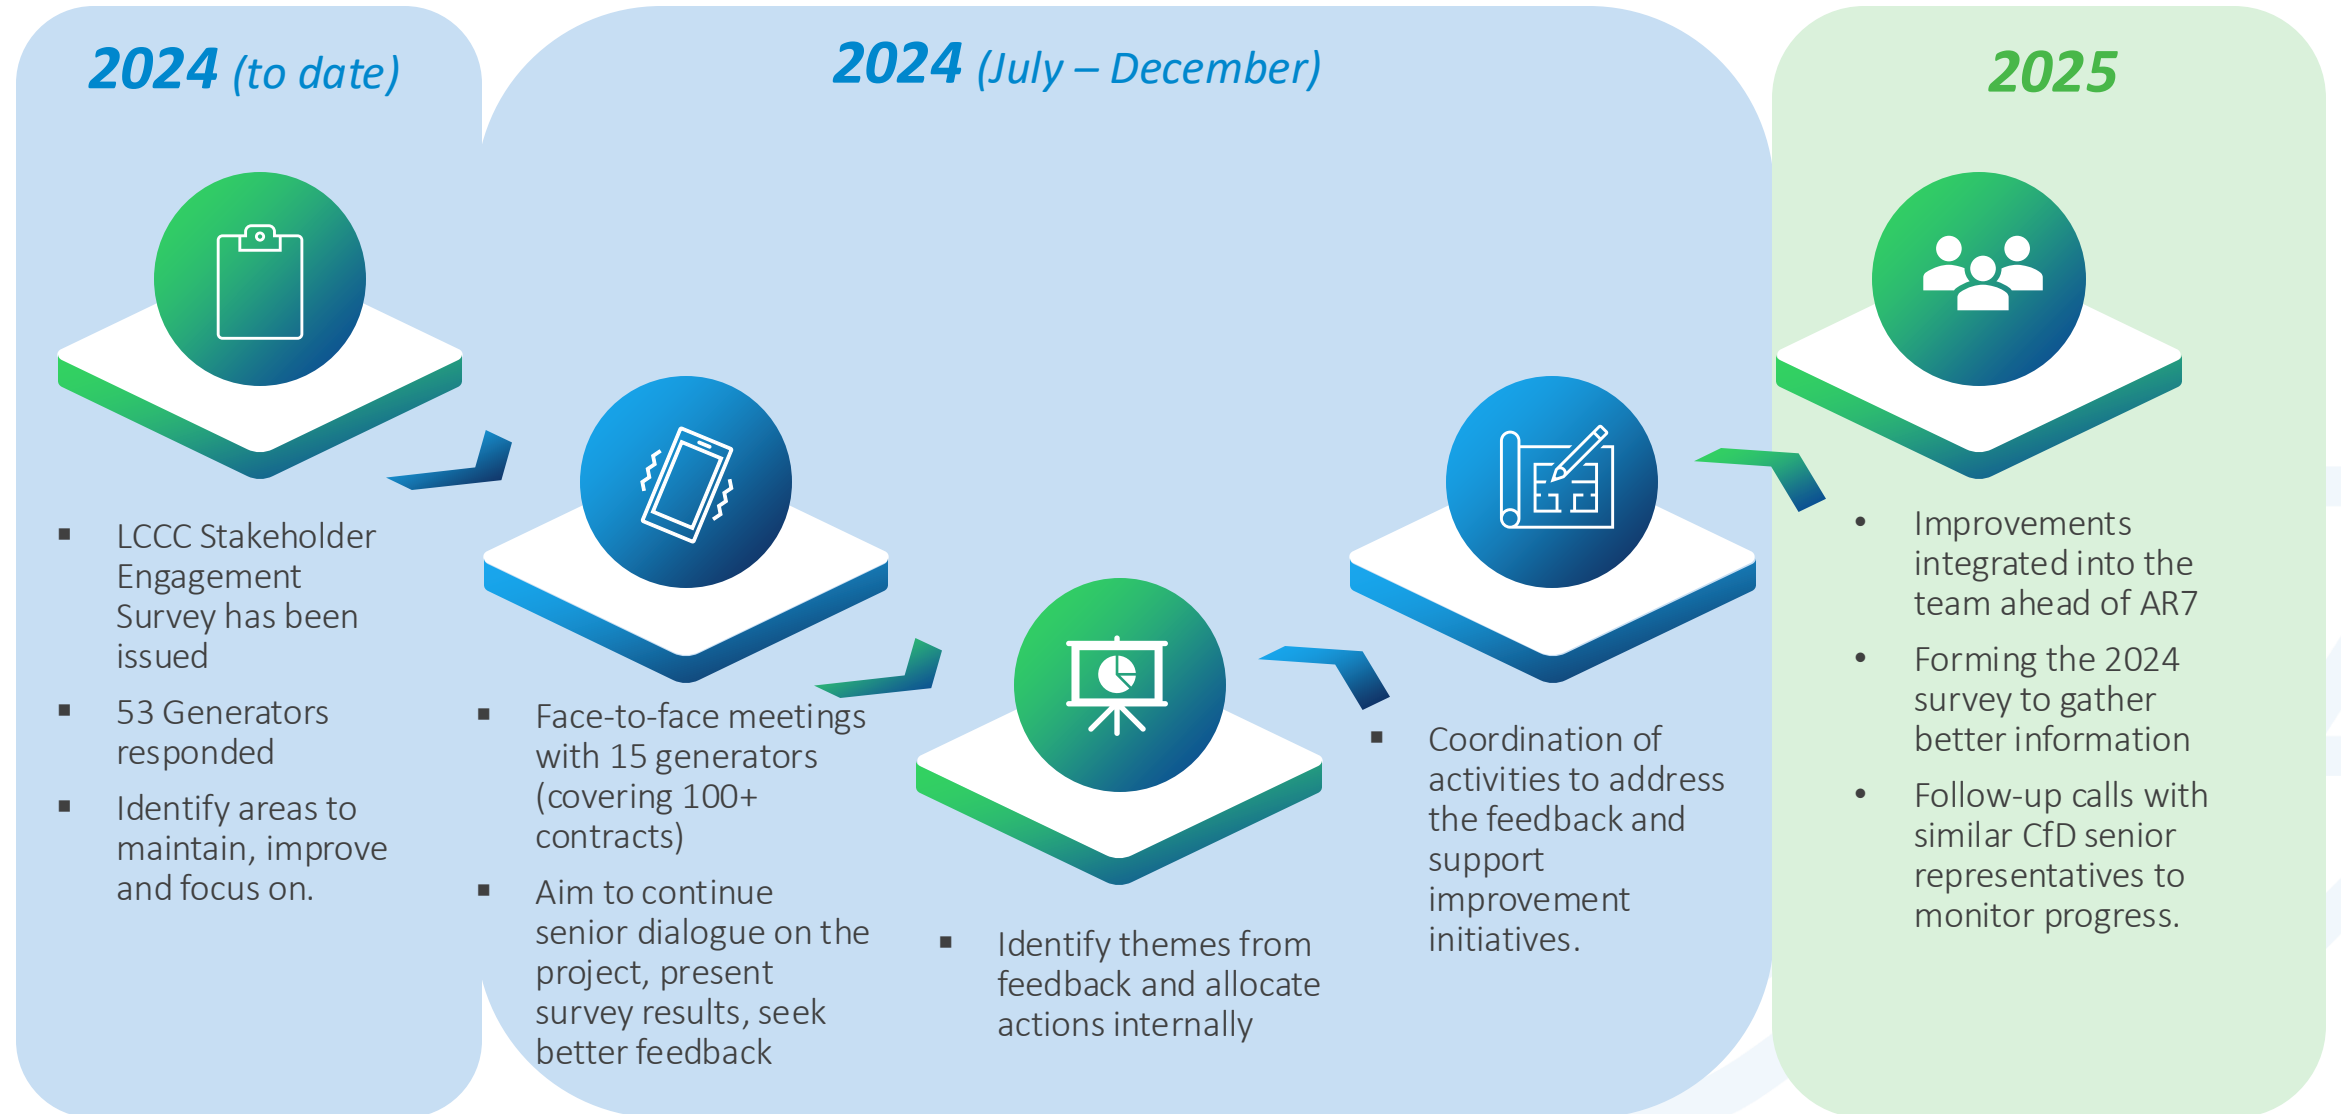 2024 (to date)
▪ LCCC Stakeholder
Engagement
Survey has been
issued
▪ 53 Generators
responded
▪ Identify areas to
maintain, improve
and focus on.
2024 (July – December)
▪ Face-to-face meetings
with 15 generators
(covering 100+
contracts)
▪ Aim to continue
senior dialogue on the
project, present
survey results, seek
better feedback
▪ Identify themes from
feedback and allocate
actions internally
▪ Coordination of
activities to address
the feedback and
support
improvement
initiatives.
2025
• Improvements
integrated into the
team ahead of AR7
• Forming the 2024
survey to gather
better information
• Follow-up calls with
similar CfD senior
representatives to
monitor progress.